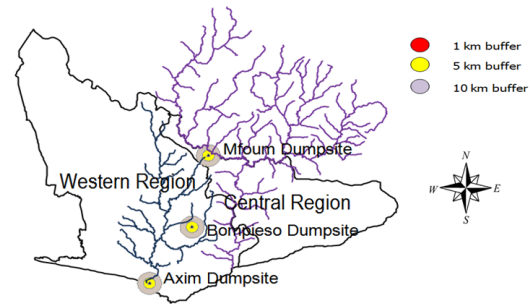 1 km buffer
5 km buffer
10 km buffer
Mfoum Dumpsite
Western Region
Central Region
Bompieso Dumpsite
Axim Dumpsite
N
W
E
S